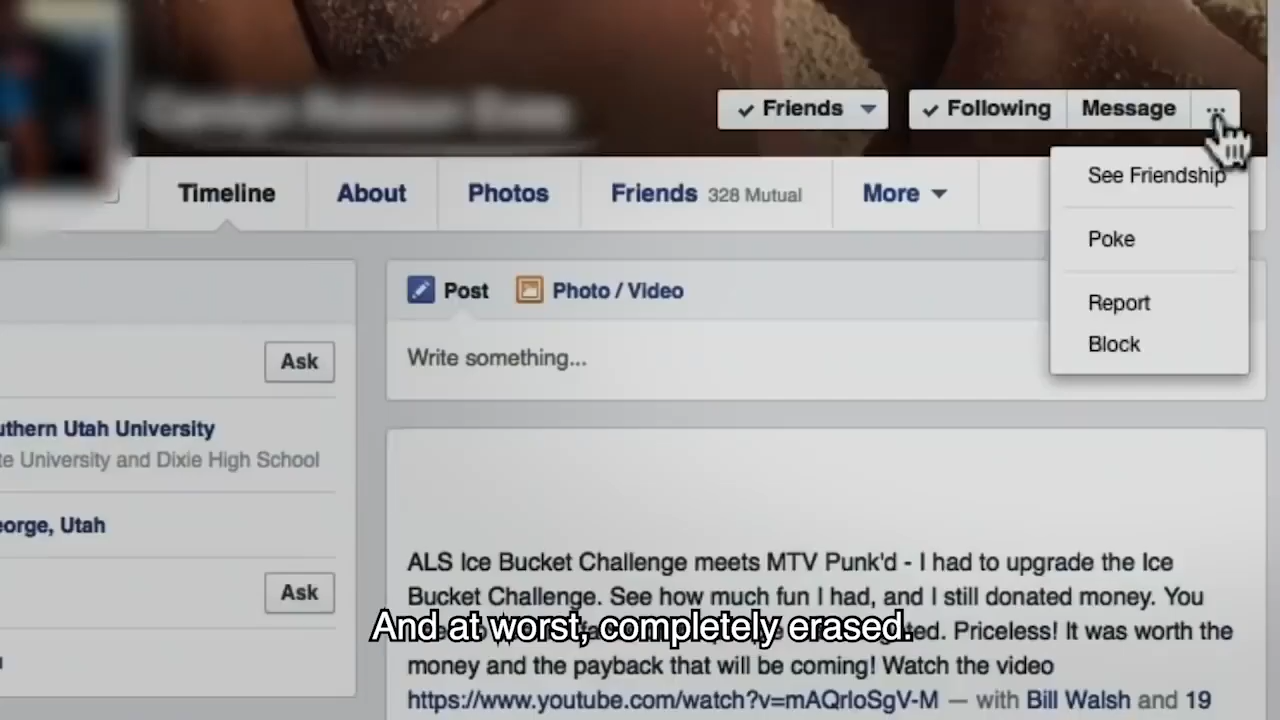 Friends
Following
Message
...
See Friendship
Poke
Report
Block
Timeline
About
Photos
Friends 328 Mutual
More
Post
Photo / Video
Write something...
Ask
uthern Utah University
te University and Dixie High School
eorge, Utah
Ask
ALS Ice Bucket Challenge meets MTV Punk'd - I had to upgrade the Ice
Bucket Challenge. See how much fun I had, and I still donated money. You
ed. Priceless! It was worth the
money and the payback that will be coming! Watch the video
https://www.youtube.com/watch?v=mAQrloSgV-M — with Bill Walsh and 19
And at worst, completely erased.